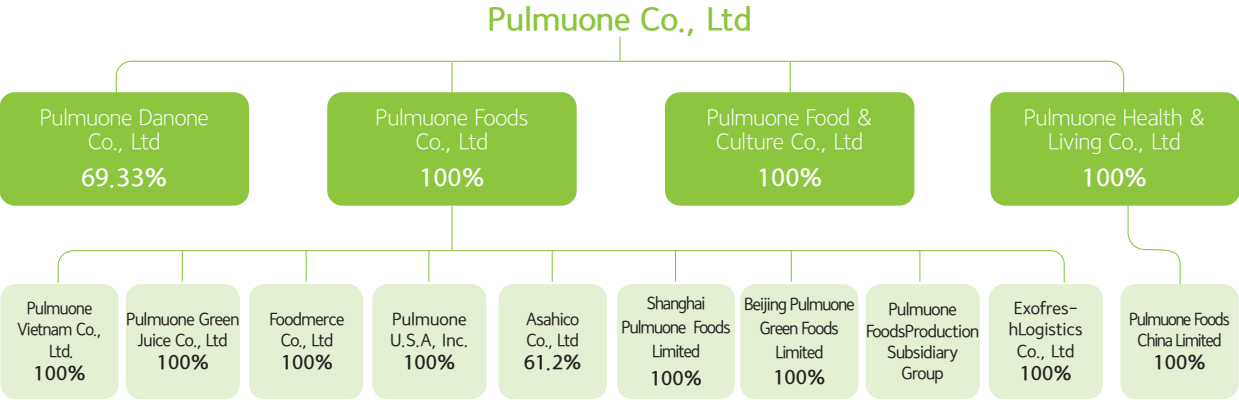 Pulmuone Co., Ltd
Pulmuone Danone
Co., Ltd
69.33%
Pulmuone Foods
Co., Ltd
100%
Pulmuone Food &
Culture Co., Ltd
100%
Pulmuone Health &
Living Co., Ltd
100%
Pulmuone
Vietnam Co.,
Ltd.
100%
Pulmuone Green
Juice Co., Ltd
100%
Foodmerce
Co., Ltd
100%
Pulmuone
U.S.A, Inc.
100%
Asahico
Co., Ltd
61.2%
Shanghai
Pulmuone Foods
Limited
100%
Beijing Pulmuone
Green Foods
Limited
100%
Pulmuone
FoodsProduction
Subsidiary
Group
Exofres-
hLogistics
Co., Ltd
100%
Pulmuone Foods
China Limited
100%